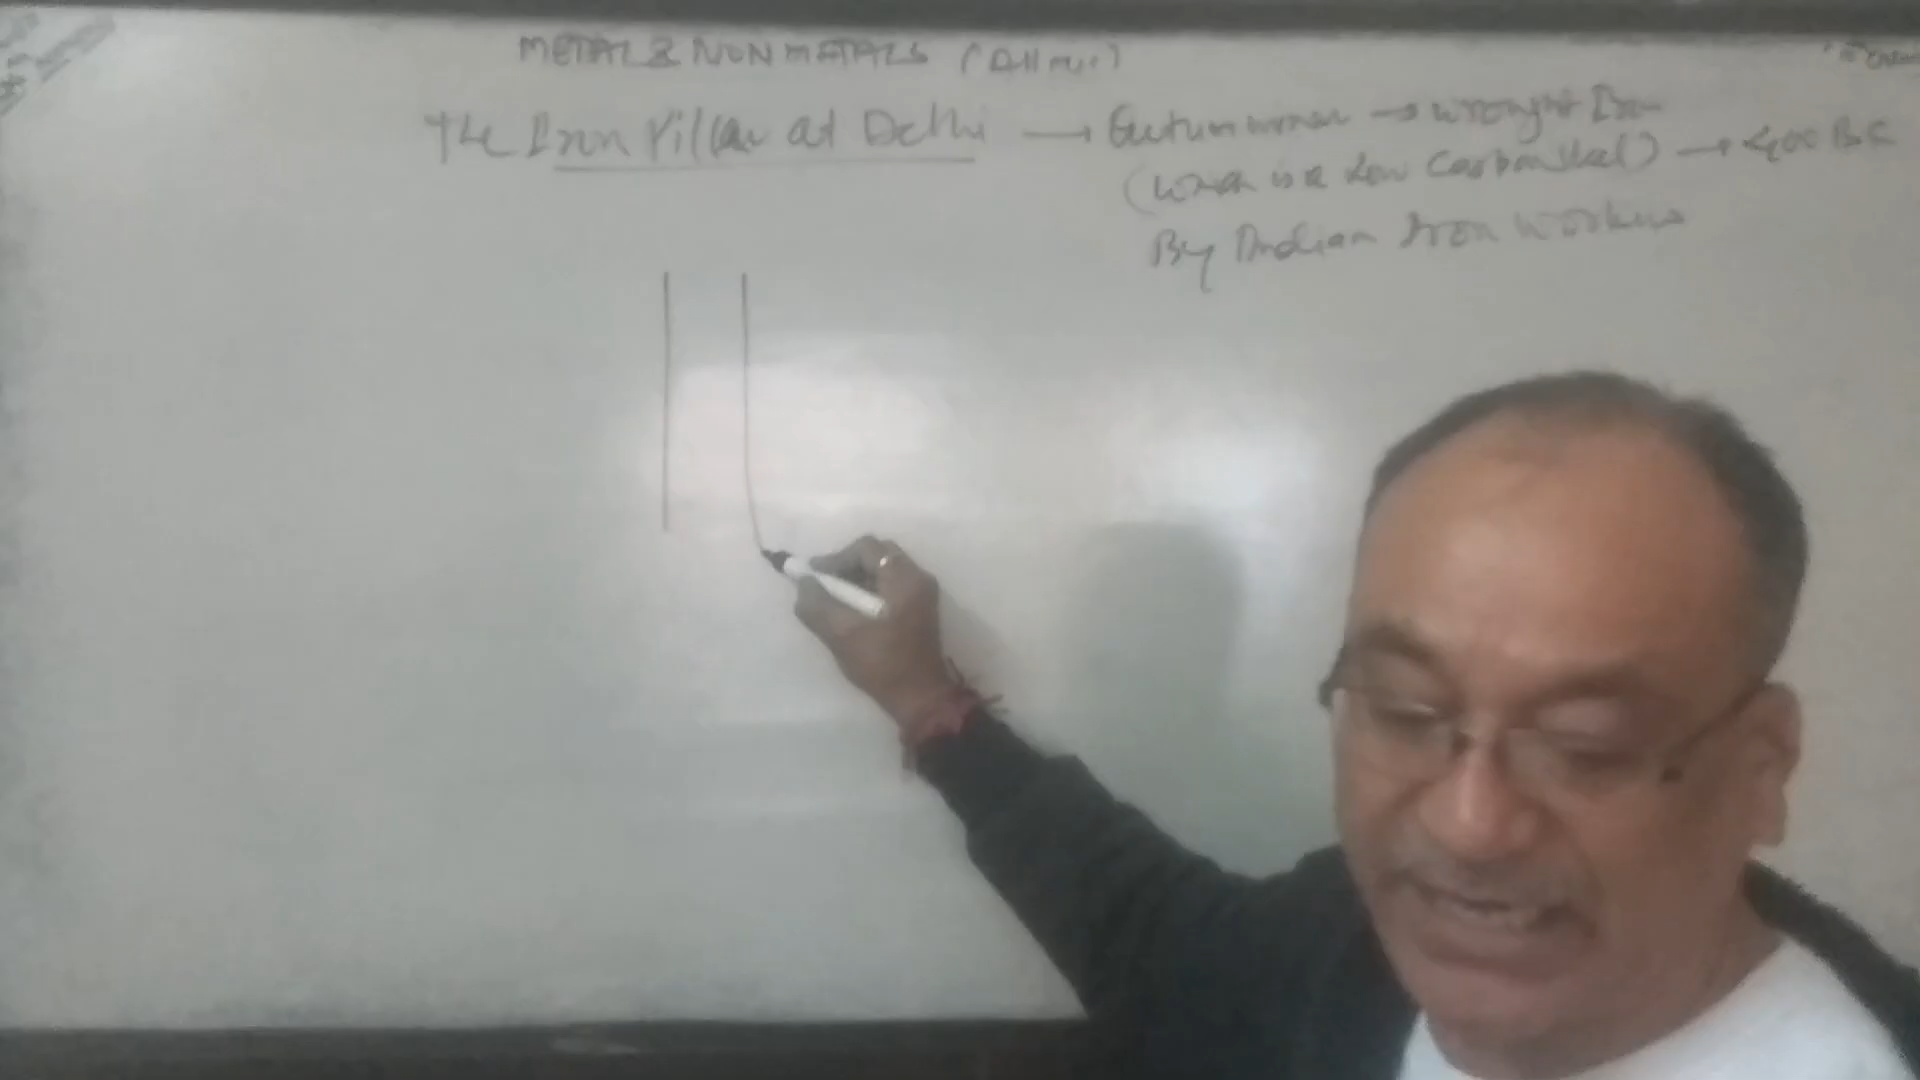 METAL & NON METALS (
The Iron Pillar at Delhi → → wrought Iron
(which is a low Carbon Steel) → 400 BC
By Indian Iron workers